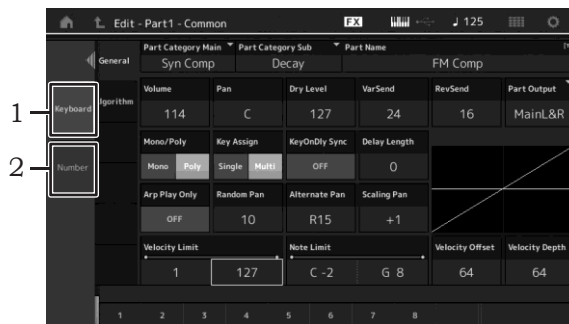 Edit - Part1 - Common FX 125
Part Category Main Part Category Sub Part Name
General Syn Comp Decay FM Comp
Volume Pan Dry Level VarSend RevSend Part Output
1 Keyboard lgorithm 114 C 127 24 16 MainL&R
Mono/Poly Key Assign KeyOnDly Sync Delay Length
2 Number Mono Poly Single Multi OFF 0
Arp Play Only Random Pan Alternate Pan Scaling Pan
OFF 10 R15 +1
Velocity Limit Note Limit Velocity Offset Velocity Depth
1 127 C -2 G 8 64 64
1 2 3 4 5 6 7 8